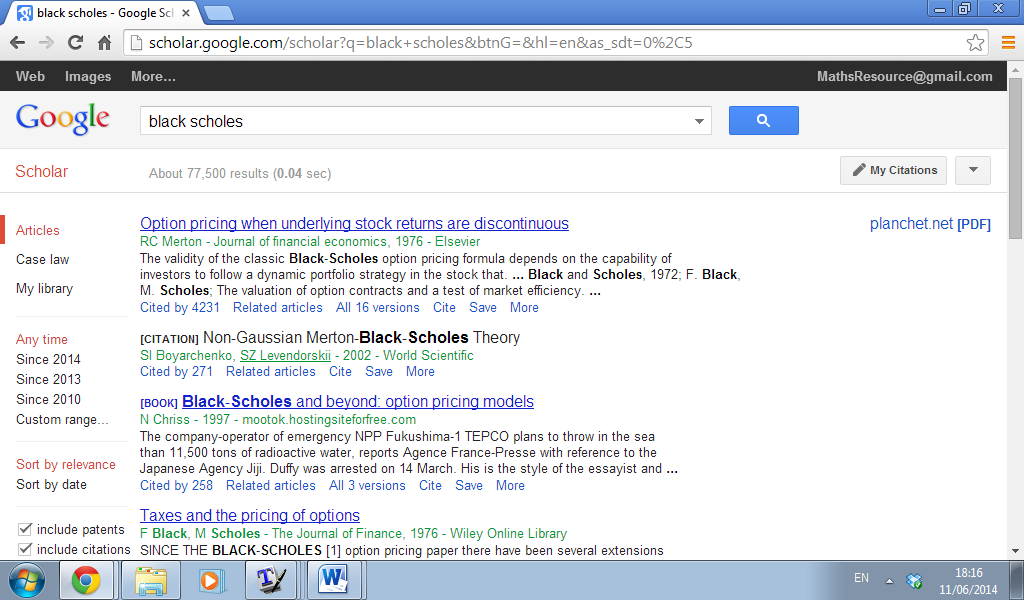 black scholes - Google Sc
scholar.google.com/scholar?q=black+scholes&btnG=&hl=en&as_sdt=0%2C5
Web Images More... MathsResource@gmail.com
Google black scholes
Scholar About 77,500 results (0.04 sec) My Citations
Articles
Case law
My library
Any time
Since 2014
Since 2013
Since 2010
Custom range...
Sort by relevance
Sort by date
include patents
include citations
Option pricing when underlying stock returns are discontinuous planchet.net [PDF]
RC Merton - Journal of financial economics, 1976 - Elsevier
The validity of the classic Black-Scholes option pricing formula depends on the capability of
investors to follow a dynamic portfolio strategy in the stock that. ... Black and Scholes, 1972; F. Black,
M. Scholes; The valuation of option contracts and a test of market efficiency. ...
Cited by 4231 Related articles All 16 versions Cite Save More
[CITATION] Non-Gaussian Merton-Black-Scholes Theory
SI Boyarchenko, SZ Levendorskii - 2002 - World Scientific
Cited by 271 Related articles Cite Save More
[BOOK] Black-Scholes and beyond: option pricing models
N Chriss - 1997 - mootok.hostingsiteforfree.com
The company-operator of emergency NPP Fukushima-1 TEPCO plans to throw in the sea
than 11,500 tons of radioactive water, reports Agence France-Presse with reference to the
Japanese Agency Jiji. Duffy was arrested on 14 March. His is the style of the essayist and ...
Cited by 258 Related articles All 3 versions Cite Save More
Taxes and the pricing of options
F Black, M Scholes - The Journal of Finance, 1976 - Wiley Online Library
SINCE THE BLACK-SCHOLES [1] option pricing paper there have been several extensions
EN 18:16
11/06/2014